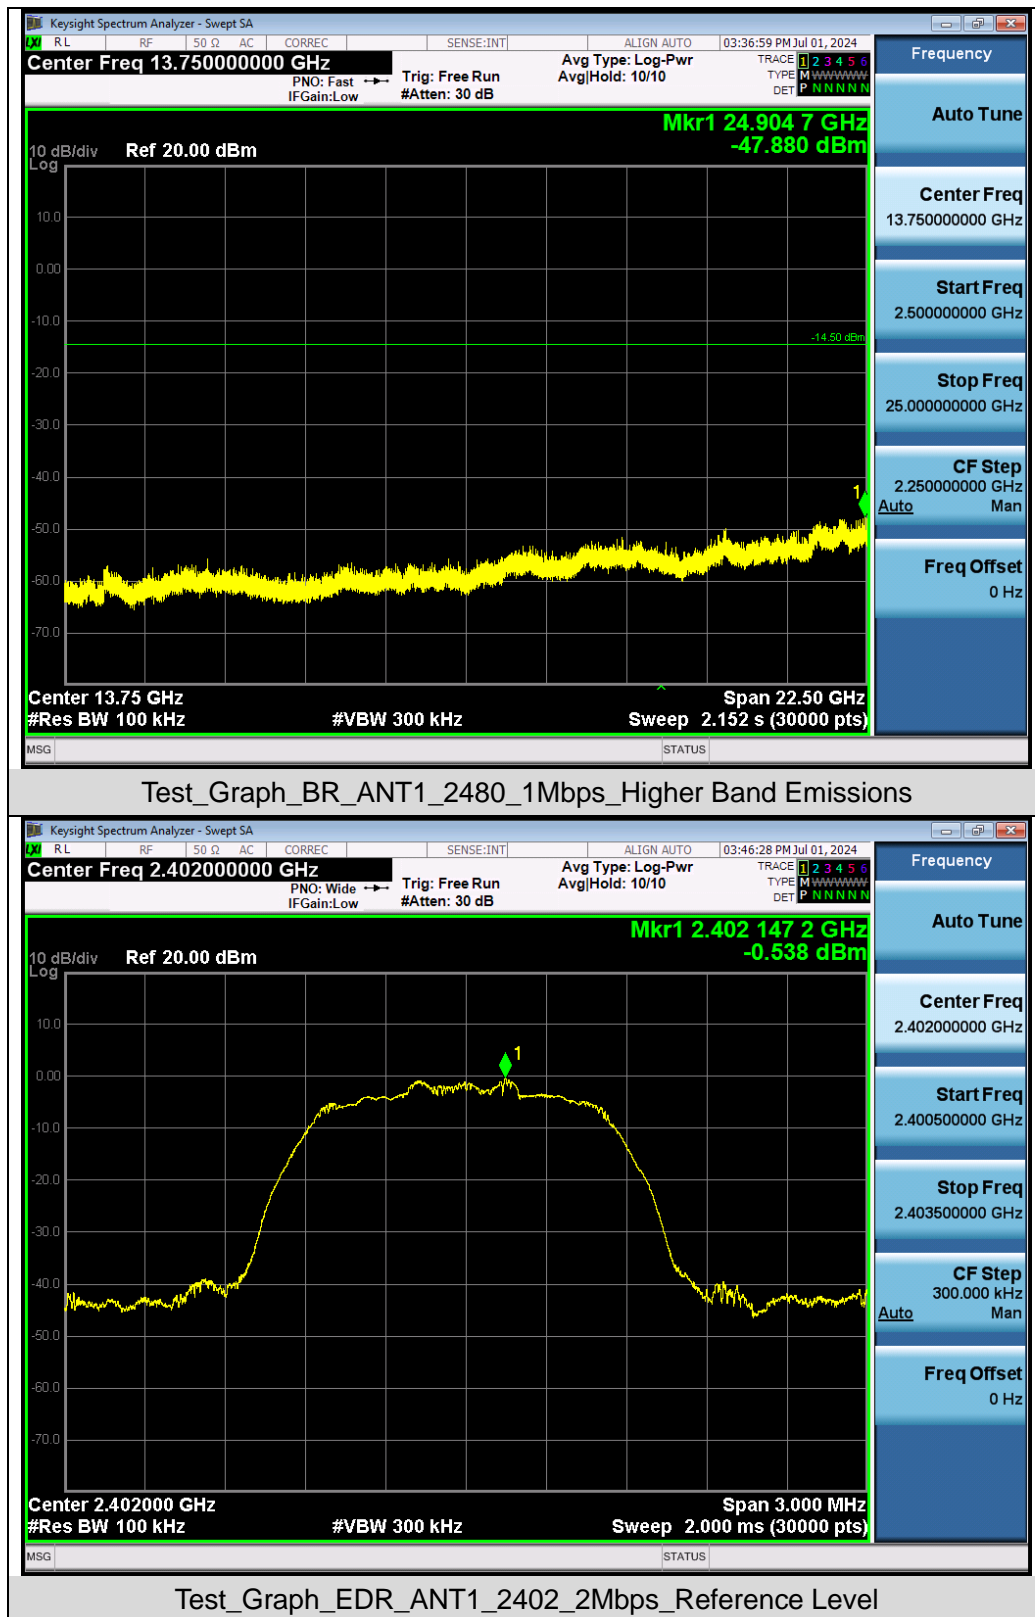 Keysight Spectrum Analyzer - Swept SA
LXI RL RF 50 Ω AC CORREC SENSE:INT ALIGN AUTO 03:36:59 PM Jul 01, 2024
Center Freq 13.750000000 GHz
PNO: Fast
IFGain:Low
Trig: Free Run
#Atten: 30 dB
Avg Type: Log-Pwr
Avg|Hold: 10/10
TRACE 1 2 3 4 5 6
TYPE M WWWWW
DET P N N N N N
Frequency
Mkr1 24.904 7 GHz
-47.880 dBm
10 dB/div Ref 20.00 dBm
Log
10.0
0.00
-10.0
-14.50 dBm
-20.0
-30.0
-40.0
1
-50.0
-60.0
-70.0
Center 13.75 GHz Span 22.50 GHz
#Res BW 100 kHz #VBW 300 kHz Sweep 2.152 s (30000 pts)
MSG STATUS
Auto Tune
Center Freq
13.750000000 GHz
Start Freq
2.500000000 GHz
Stop Freq
25.000000000 GHz
CF Step
2.250000000 GHz
Auto Man
Freq Offset
0 Hz
Test_Graph_BR_ANT1_2480_1Mbps_Higher Band Emissions
Keysight Spectrum Analyzer - Swept SA
LXI RL RF 50 Ω AC CORREC SENSE:INT ALIGN AUTO 03:46:28 PM Jul 01, 2024
Center Freq 2.402000000 GHz
PNO: Wide
IFGain:Low
Trig: Free Run
#Atten: 30 dB
Avg Type: Log-Pwr
Avg|Hold: 10/10
TRACE 1 2 3 4 5 6
TYPE M WWWWW
DET P N N N N N
Frequency
Mkr1 2.402 147 2 GHz
-0.538 dBm
10 dB/div Ref 20.00 dBm
Log
10.0
1
0.00
-10.0
-20.0
-30.0
-40.0
-50.0
-60.0
-70.0
Center 2.402000 GHz Span 3.000 MHz
#Res BW 100 kHz #VBW 300 kHz Sweep 2.000 ms (30000 pts)
MSG STATUS
Auto Tune
Center Freq
2.402000000 GHz
Start Freq
2.400500000 GHz
Stop Freq
2.403500000 GHz
CF Step
300.000 kHz
Auto Man
Freq Offset
0 Hz
Test_Graph_EDR_ANT1_2402_2Mbps_Reference Level